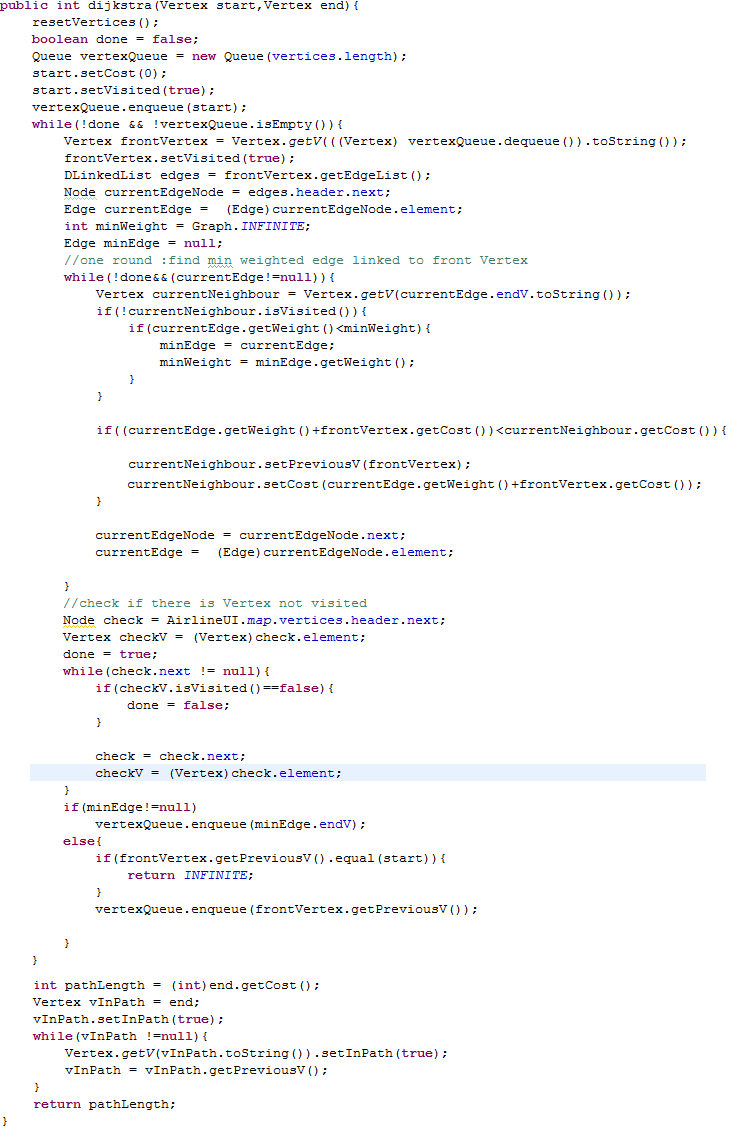 public int dijkstra(Vertex start,Vertex end){
    resetVertices();
    boolean done = false;
    Queue vertexQueue = new Queue(vertices.length);
    start.setCost(0);
    start.setVisited(true);
    vertexQueue.enqueue(start);
    while(!done && !vertexQueue.isEmpty()){
        Vertex frontVertex = Vertex.getV(((Vertex) vertexQueue.dequeue()).toString());
        frontVertex.setVisited(true);
        DLinkedList edges = frontVertex.getEdgeList();
        Node currentEdgeNode = edges.header.next;
        Edge currentEdge =  (Edge)currentEdgeNode.element;
        int minWeight = Graph.INFINITE;
        Edge minEdge = null;
        //one round :find min weighted edge linked to front Vertex
        while(!done&&(currentEdge!=null)){
            Vertex currentNeighbour = Vertex.getV(currentEdge.endV.toString());
            if(!currentNeighbour.isVisited()){
                if(currentEdge.getWeight()<minWeight){
                    minEdge = currentEdge;
                    minWeight = minEdge.getWeight();
                }
            }

            if((currentEdge.getWeight()+frontVertex.getCost())<currentNeighbour.getCost()){

                currentNeighbour.setPreviousV(frontVertex);
                currentNeighbour.setCost(currentEdge.getWeight()+frontVertex.getCost());
            }

            currentEdgeNode = currentEdgeNode.next;
            currentEdge =  (Edge)currentEdgeNode.element;

        }
        //check if there is Vertex not visited
        Node check = AirlineUI.map.vertices.header.next;
        Vertex checkV = (Vertex)check.element;
        done = true;
        while(check.next != null){
            if(checkV.isVisited()==false){
                done = false;
            }

            check = check.next;
            checkV = (Vertex)check.element;
        }
        if(minEdge!=null)
            vertexQueue.enqueue(minEdge.endV);
        else{
            if(frontVertex.getPreviousV().equal(start)){
                return INFINITE;
            }
            vertexQueue.enqueue(frontVertex.getPreviousV());

        }
    }
    int pathLength = (int)end.getCost();
    Vertex vInPath = end;
    vInPath.setInPath(true);
    while(vInPath !=null){
        Vertex.getV(vInPath.toString()).setInPath(true);
        vInPath = vInPath.getPreviousV();
    }
    return pathLength;
}